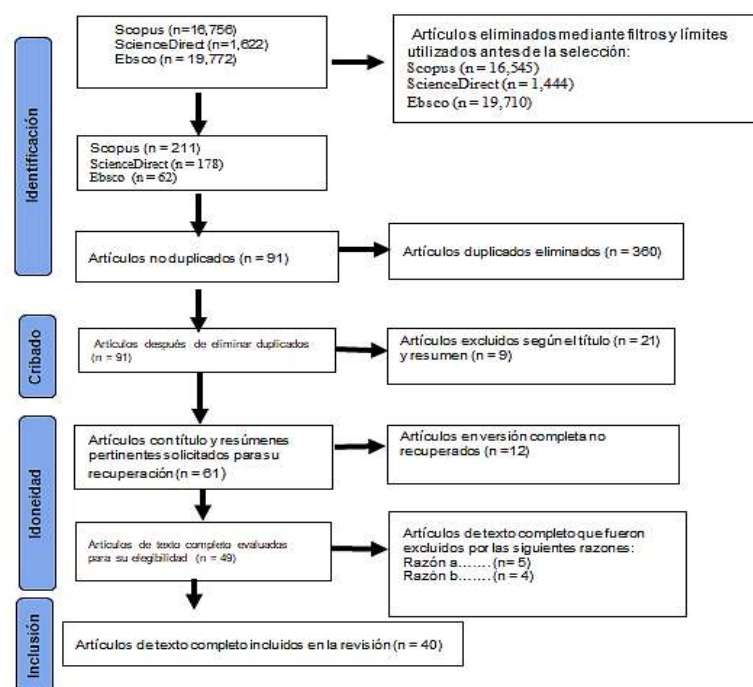 Identificación
Scopus (n=16,756
ScienceDirect (n=1,622)
Ebsco (n = 19,772)
Artículos eliminados mediante filtros y límites
utilizados antes de la selección:
Scopus (n = 16,545)
ScienceDirect (n = 1,444)
Ebsco (n = 19,710)
Scopus (n = 211)
ScienceDirect (n = 178)
Ebsco (n = 62)
Artículos no duplicados (n = 91)
Artículos duplicados eliminados (n = 360)
Cribado
Artículos después de eliminar duplicados
(n = 91)
Artículos excluidos según el título (n = 21)
y resumen (n = 9)
Idoneidad
Artículos con título y resúmenes
pertinentes solicitados para su
recuperación (n = 61)
Artículos en versión completa no
recuperados (n =12)
Artículos de texto completo evaluados
para su elegibilidad (n = 49)
Artículos de texto completo que fueron
excluidos por las siguientes razones:
Razón a....... (n= 5)
Razón b....... (n = 4)
Inclusión
Artículos de texto completo incluidos en la revisión (n = 40)